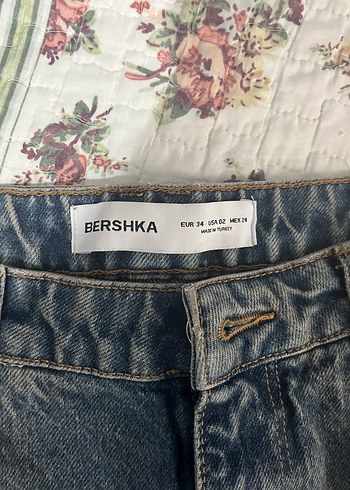 BERSHKA
EUR 34 USA 02 MEX 24
MADE IN TURKEY